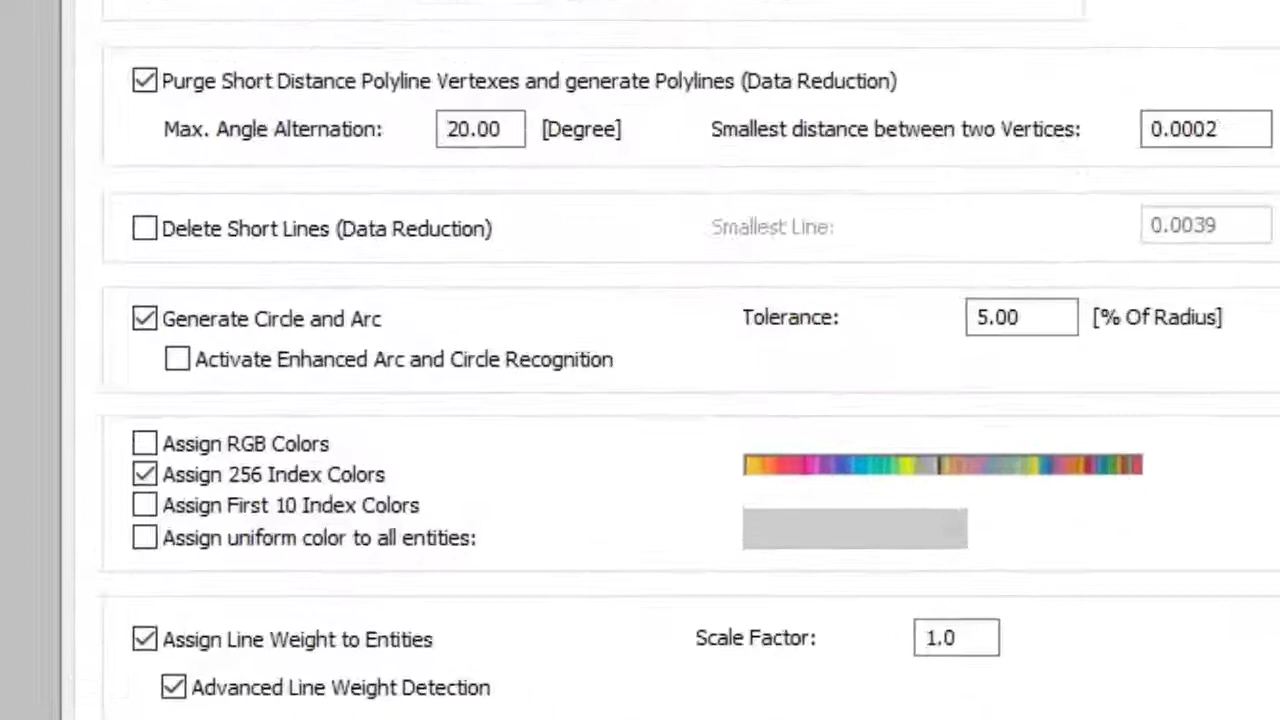 Purge Short Distance Polyline Vertexes and generate Polylines (Data Reduction)
Max. Angle Alternation: 20.00 [Degree] Smallest distance between two Vertices: 0.0002
Delete Short Lines (Data Reduction) Smallest Line: 0.0039
Generate Circle and Arc Tolerance: 5.00 [% Of Radius]
Activate Enhanced Arc and Circle Recognition
Assign RGB Colors
Assign 256 Index Colors
Assign First 10 Index Colors
Assign uniform color to all entities:
Assign Line Weight to Entities Scale Factor: 1.0
Advanced Line Weight Detection